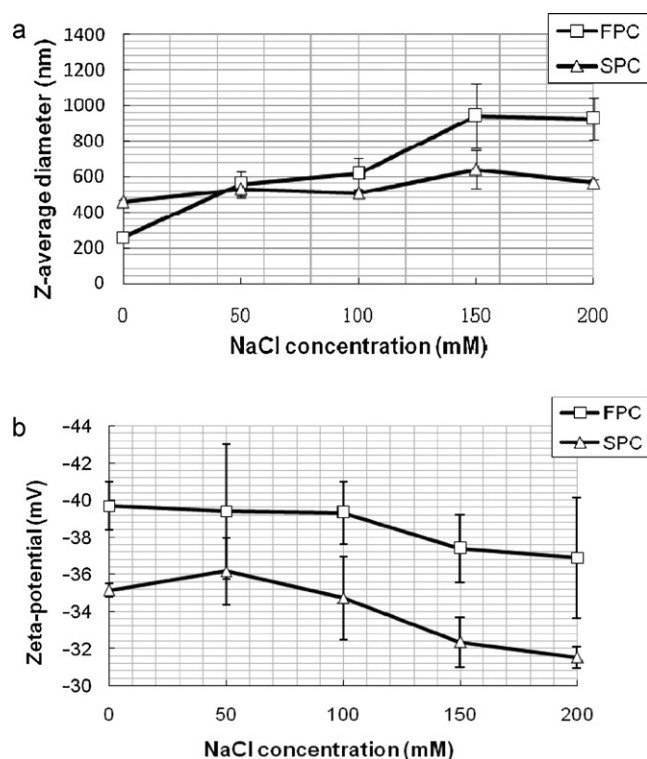 a
FPC
SPC
1400
1200
1000
800
600
400
200
0
Z-average diameter (nm)
0 50 100 150 200
NaCl concentration (mM)
b
FPC
SPC
-44
-42
-40
-38
-36
-34
-32
-30
Zeta-potential (mV)
0 50 100 150 200
NaCl concentration (mM)